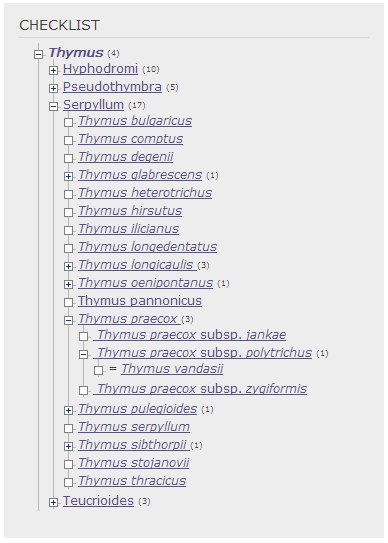 CHECKLIST
Thymus (4)
Hyphodromi (10)
Pseudothymbra (5)
Serpyllum (17)
Thymus bulgaricus
Thymus comptus
Thymus degenii
Thymus glabrescens (1)
Thymus heterotrichus
Thymus hirsutus
Thymus ilicianus
Thymus longedentatus
Thymus longicaulis (3)
Thymus oenipontanus (1)
Thymus pannonicus
Thymus praecox (3)
Thymus praecox subsp. jankae
Thymus praecox subsp. polytrichus (1)
= Thymus vandasii
Thymus praecox subsp. zygiformis
Thymus pulegioides (1)
Thymus serpyllum
Thymus sibthorpii (1)
Thymus stojanovii
Thymus thracicus
Teucrioides (3)